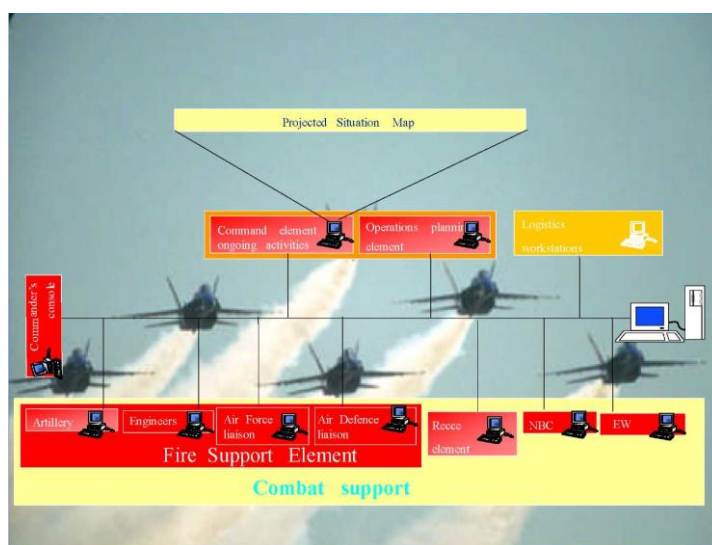 Projected Situation Map
Command element
ongoing activities
Operations planning
element
Logistics
workstations
Commander's
console
Artillery
Engineers
Air Force
liaison
Air Defence
liaison
Recce
element
NBC
EW
Fire Support Element
Combat support